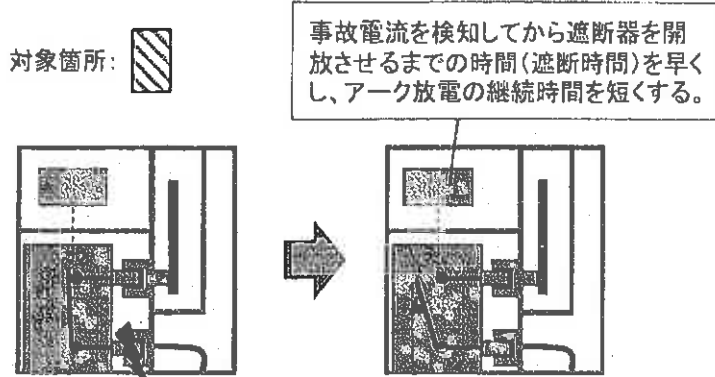 対象箇所:
事故電流を検知してから遮断器を開
放させるまでの時間(遮断時間)を早く
し、アーク放電の継続時間を短くする。